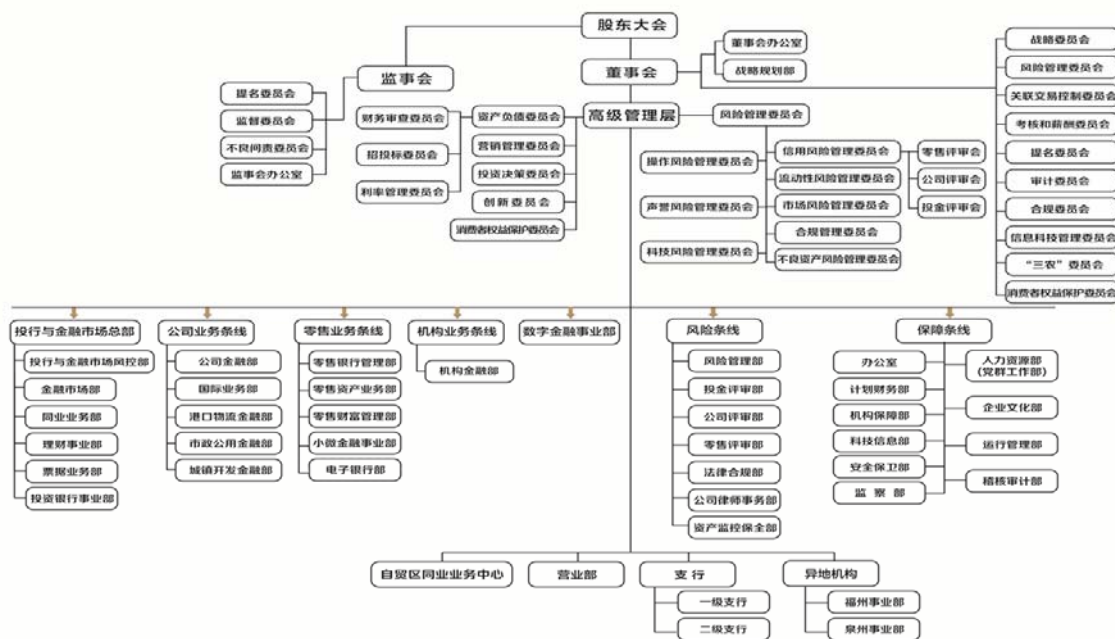 股东大会
监事会
董事会
董事会办公室
战略规划部
战略委员会
风险管理委员会
关联交易控制委员会
考核和薪酬委员会
提名委员会
审计委员会
合规委员会
信息科技管理委员会
“三农”委员会
消费者权益保护委员会
提名委员会
监督委员会
不良问责委员会
监事会办公室
高级管理层
财务审查委员会
招投标委员会
利率管理委员会
资产负债委员会
营销管理委员会
投资决策委员会
创新委员会
消费者权益保护委员会
风险管理委员会
操作风险管理委员会
声誉风险管理委员会
科技风险管理委员会
信用风险管理委员会
流动性风险管理委员会
市场风险管理委员会
合规管理委员会
不良资产风险管理委员会
零售评审会
公司评审会
投金评审会
投行与金融市场总部
投行与金融市场风控部
金融市场部
同业业务部
理财事业部
票据业务部
投资银行事业部
公司业务条线
公司金融部
国际业务部
港口物流金融部
市政公用金融部
城镇开发金融部
零售业务条线
零售银行管理部
零售资产业务部
零售财富管理部
小微金融事业部
电子银行部
机构业务条线
机构金融部
数字金融事业部
风险条线
风险管理部
投金评审部
公司评审部
零售评审部
法律合规部
公司律师事务部
资产监控保全部
保障条线
办公室
计划财务部
机构保障部
科技信息部
安全保卫部
监察部
人力资源部
(党群工作部)
企业文化部
运行管理部
稽核审计部
自贸区同业业务中心
营业部
支行
一级支行
二级支行
异地机构
福州事业部
泉州事业部